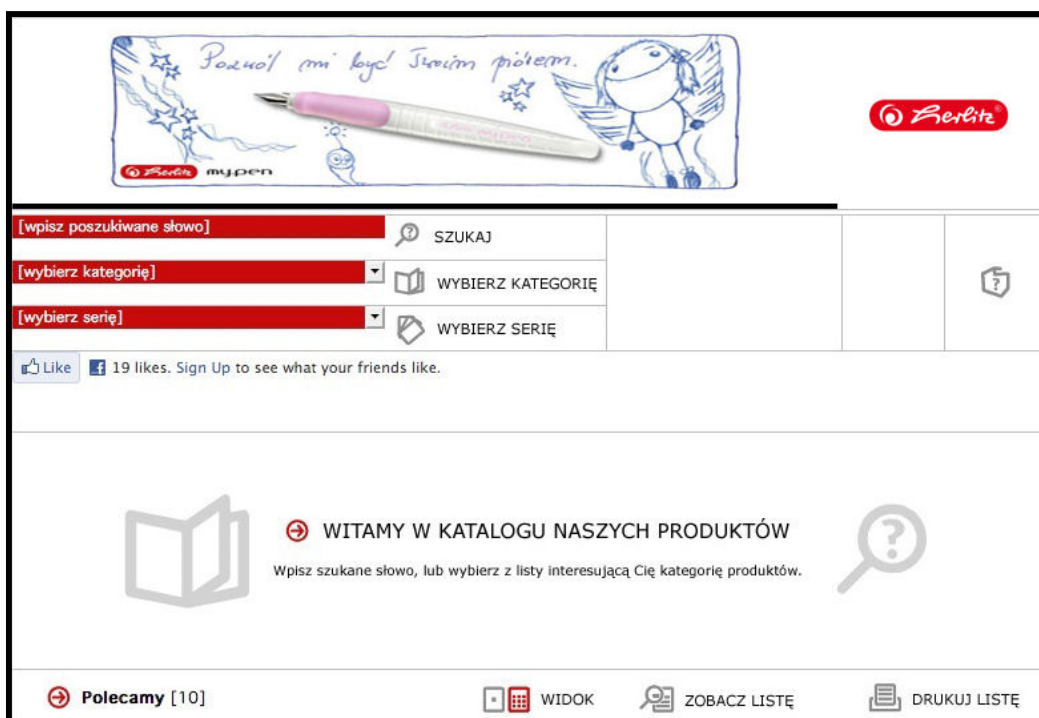 Pozwól mi być Twoim piórem.
Herlitz my.pen
Herlitz
[wpisz poszukiwane słowo]
SZUKAJ
[wybierz kategorię]
WYBIERZ KATEGORIĘ
[wybierz serię]
WYBIERZ SERIĘ
Like 19 likes. Sign Up to see what your friends like.
WITAMY W KATALOGU NASZYCH PRODUKTÓW
Wpisz szukane słowo, lub wybierz z listy interesującą Cię kategorię produktów.
Polecamy [10] WIDOK ZOBACZ LISTĘ DRUKUJ LISTĘ